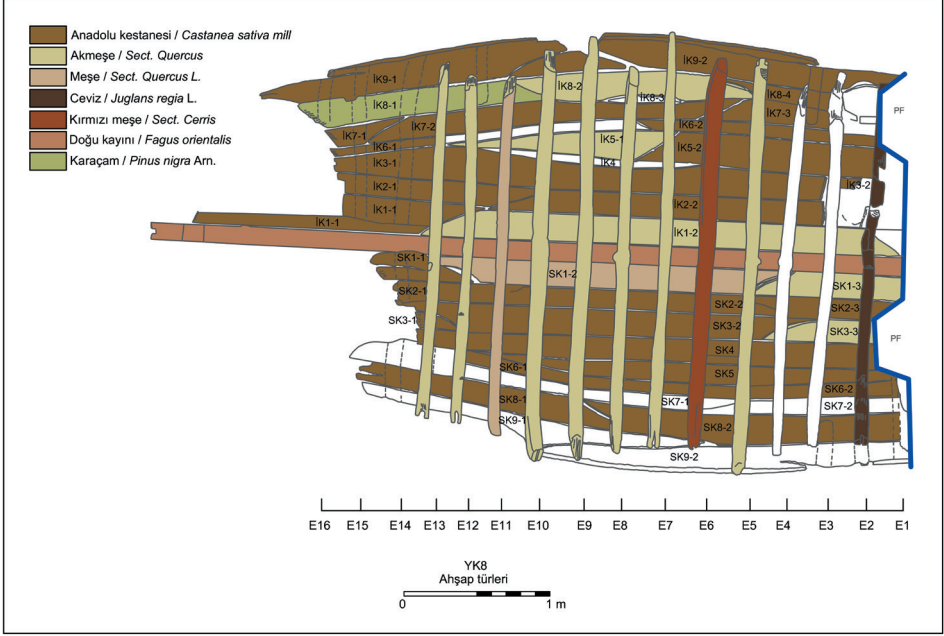 Anadolu kestanesi / Castanea sativa mill
Akmeşe / Sect. Quercus
Meşe / Sect. Quercus L.
Ceviz / Juglans regia L.
Kırmızı meşe / Sect. Cerris
Doğu kayını / Fagus orientalis
Karaçam / Pinus nigra Arn.
İK9-1
İK9-2
İK8-1
İK8-2
İK8-3
İK8-4
PF
İK7-1
İK7-2
İK6-2
İK7-3
İK6-1
İK5-1
İK5-2
İK3-1
İK4
İK2-1
İK3-2
İK1-1
İK2-2
İK1-1
İK1-2
SK1-1
SK1-2
SK1-3
SK2-1
SK2-2
SK2-3
SK3-1
SK3-2
SK3-3
PF
SK4
SK6-1
SK5
SK6-2
SK8-1
SK7-1
SK7-2
SK9-1
SK8-2
SK9-2
E16 E15 E14 E13 E12 E11 E10 E9 E8 E7 E6 E5 E4 E3 E2 E1
YK8
Ahşap türleri
0 1 m